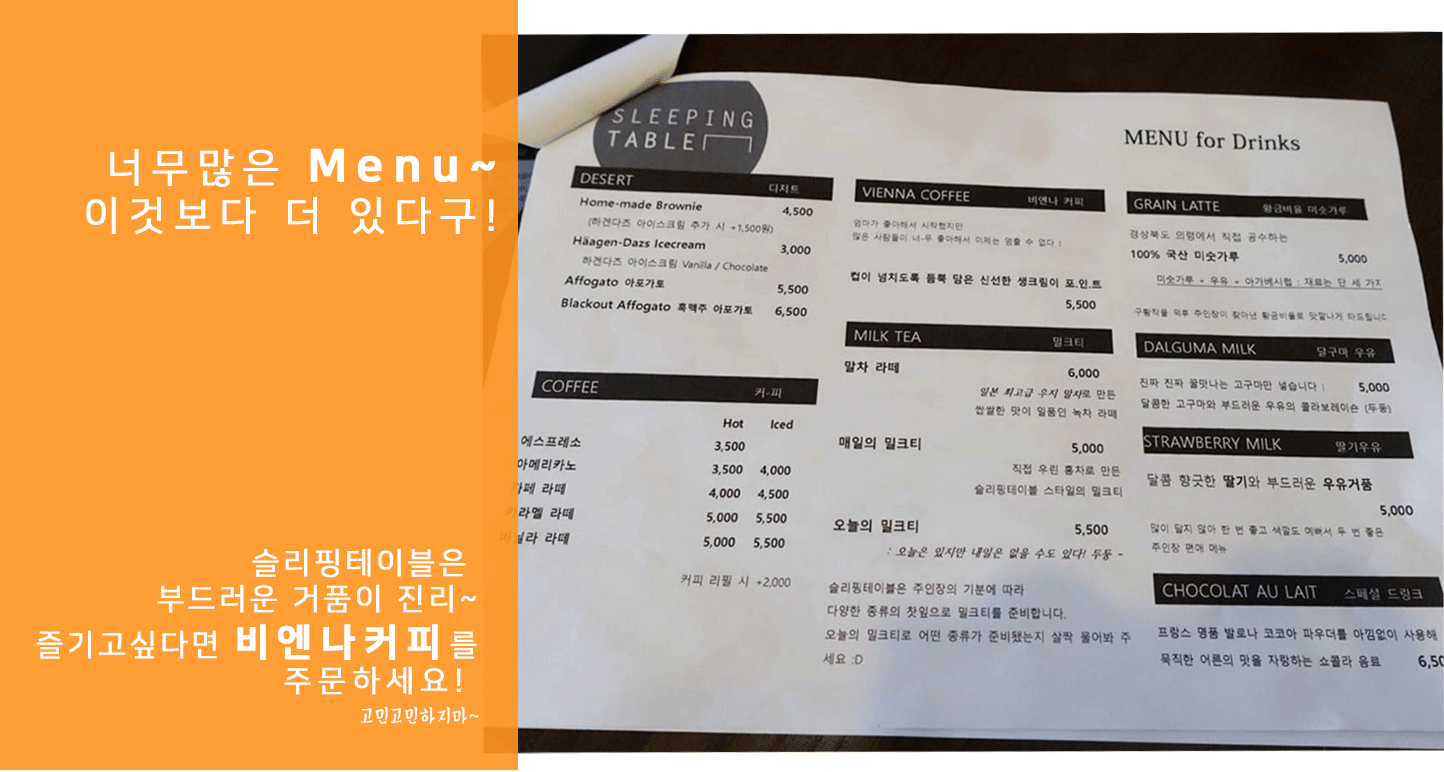 너무많은 Menu~
이것보다 더 있다구!
슬리핑테이블은
부드러운 거품이 진리~
즐기고싶다면 비엔나커피를
주문하세요!
고민고민하지마~
SLEEPING
TABLE
MENU for Drinks
DESERT 디저트
Home-made Brownie 4,500
(하겐다즈 아이스크림 추가 시 +1,500원)
Häagen-Dazs Icecream 3,000
하겐다즈 아이스크림 Vanilla / Chocolate
Affogato 아포가토 5,500
Blackout Affogato 흑맥주 아포가토 6,500
COFFEE 커-피
Hot Iced
에스프레소 3,500
아메리카노 3,500 4,000
카페 라떼 4,000 4,500
카라멜 라떼 5,000 5,500
바닐라 라떼 5,000 5,500
커피 리필 시 +2,000
VIENNA COFFEE 비엔나 커피
엄마가 좋아해서 시작했지만
많은 사람들이 너-무 좋아해서 이제는 멈출 수 없다!
컵이 넘치도록 듬뿍 담은 신선한 생크림이 포.인.트
5,500
MILK TEA 밀크티
말차 라떼 6,000
일본 최고급 우지 말차로 만든
쌉쌀한 맛이 일품인 녹차 라떼
매일의 밀크티 5,000
직접 우린 홍차로 만든
슬리핑테이블 스타일의 밀크티
오늘의 밀크티 5,500
: 오늘은 있지만 내일은 없을 수도 있다! 두둥 ~
슬리핑테이블은 주인장의 기분에 따라
다양한 종류의 찻잎으로 밀크티를 준비합니다.
오늘의 밀크티로 어떤 종류가 준비됐는지 살짝 물어봐 주
세요 :D
GRAIN LATTE 황금비율 미숫가루
경상북도 의령에서 직접 공수하는
100% 국산 미숫가루 5,000
미숫가루 + 우유 + 아가베시럽 : 재료는 단 세 가지
구황작물 덕후 주인장이 찾아낸 황금비율로 맛깔나게 타드립니다
DALGUMA MILK 달구마 우유
진짜 진짜 꿀맛나는 고구마만 넣습니다! 5,000
달콤한 고구마와 부드러운 우유의 콜라보레이숀 (두둥)
STRAWBERRY MILK 딸기우유
달콤 향긋한 딸기와 부드러운 우유거품
5,000
많이 달지 않아 한 번 좋고 색깔도 예뻐서 두 번 좋은
주인장 편애 메뉴
CHOCOLAT AU LAIT 스페셜 드링크
프랑스 명품 발로나 코코아 파우더를 아낌없이 사용해
묵직한 어른의 맛을 자랑하는 쇼콜라 음료 6,50